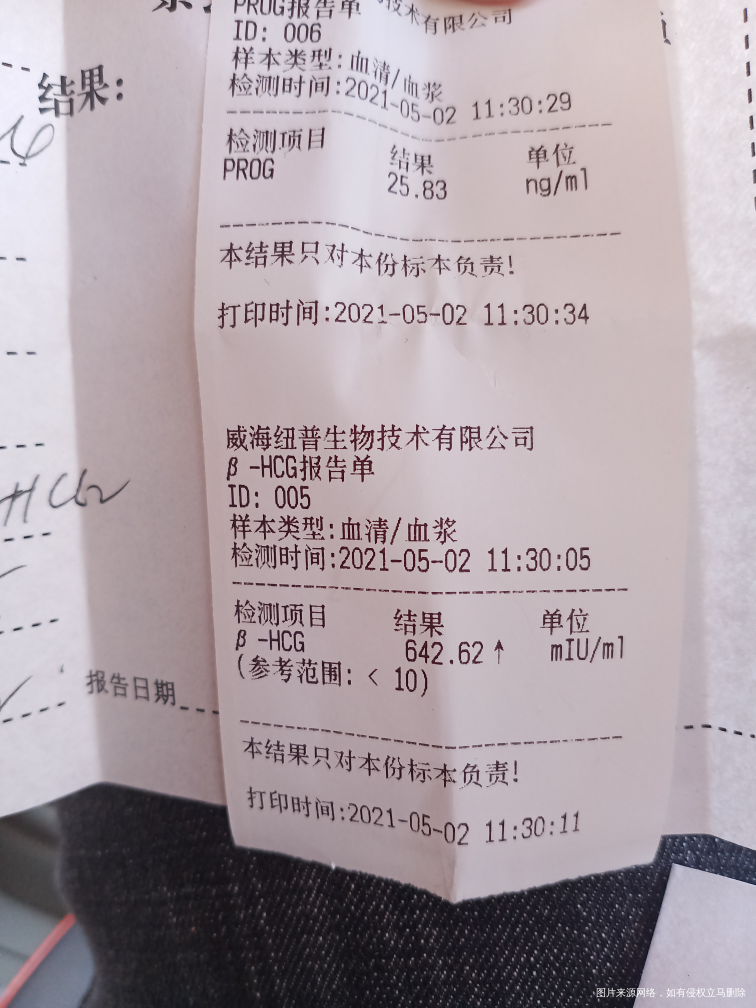 PROG报告单
技术有限公司
ID: 006
样本类型:血清/血浆
检测时间:2021-05-02 11:30:29
结果:
检测项目 结果 单位
PROG 25.83 ng/ml
本结果只对本份标本负责!
打印时间:2021-05-02 11:30:34
威海纽普生物技术有限公司
β-HCG报告单
ID: 005
样本类型:血清/血浆
检测时间:2021-05-02 11:30:05
HCG
检测项目 结果 单位
β-HCG 642.62↑ mIU/ml
(参考范围: < 10)
报告日期
本结果只对本份标本负责!
打印时间:2021-05-02 11:30:11
图片来源网络，如有侵权立马删除